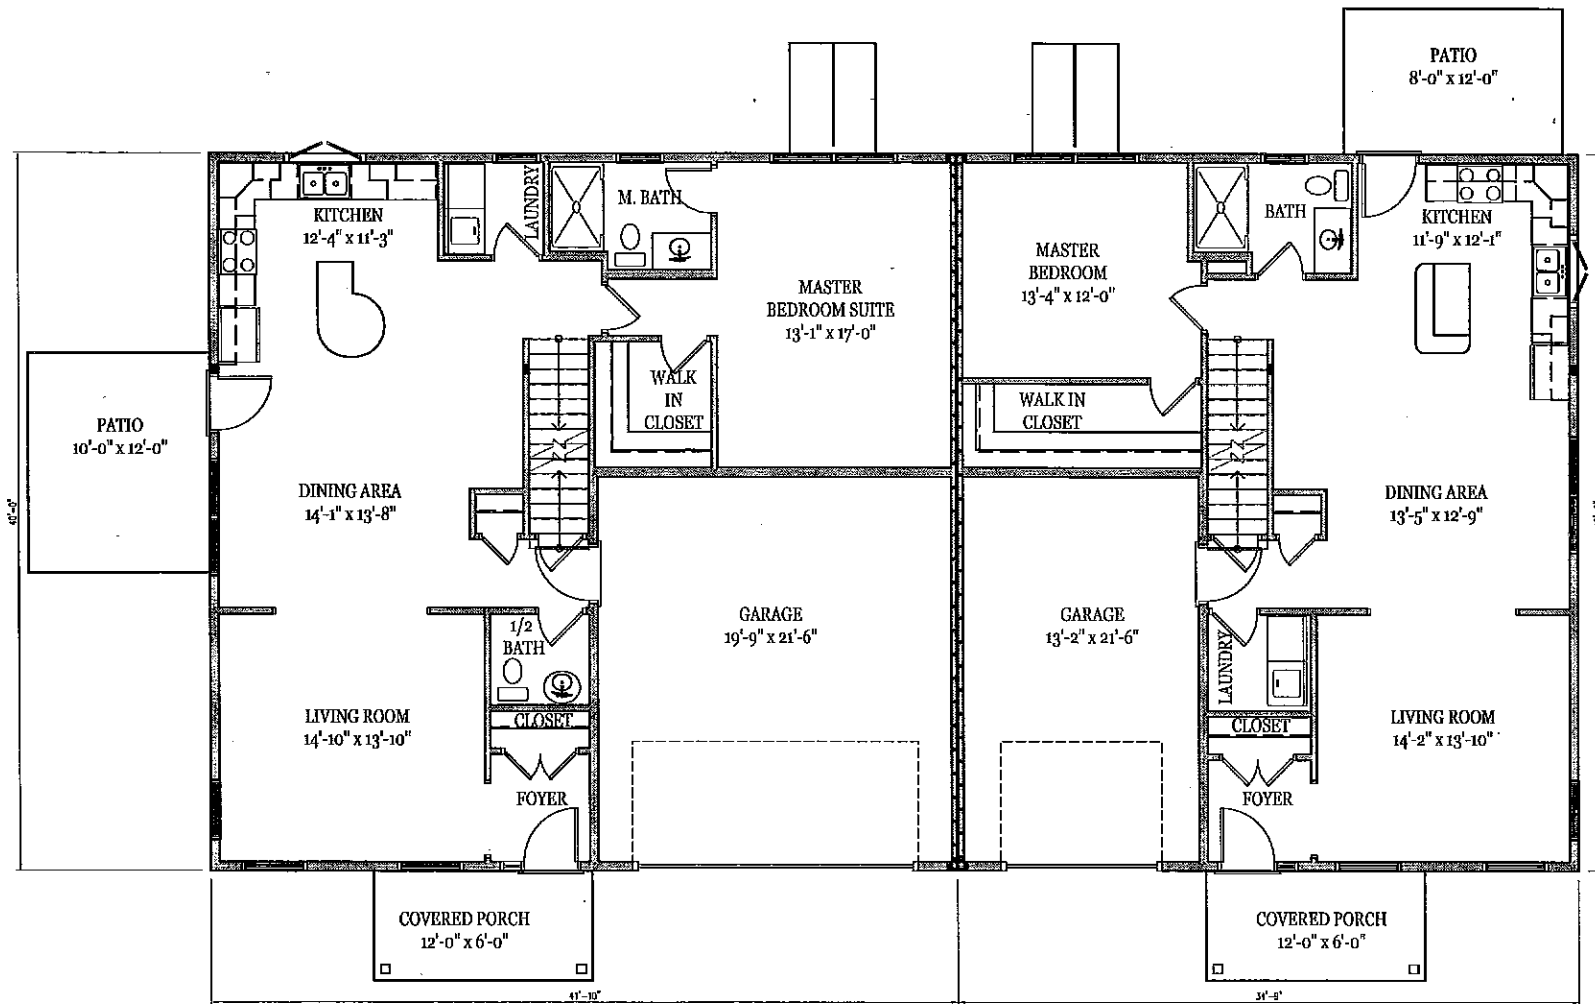 PATIO
8'-0" x 12'-0"
KITCHEN
12'-4" x 11'-3"
LAUNDRY
M. BATH
MASTER
BEDROOM SUITE
13'-1" x 17'-0"
WALK
IN
CLOSET
PATIO
10'-0" x 12'-0"
DINING AREA
14'-1" x 13'-8"
GARAGE
19'-9" x 21'-6"
1/2
BATH
LIVING ROOM
14'-10" x 13'-10"
CLOSET
FOYER
COVERED PORCH
12'-0" x 6'-0"
40'-0"
41'-10"
BATH
KITCHEN
11'-9" x 12'-1"
MASTER
BEDROOM
13'-4" x 12'-0"
WALK IN
CLOSET
DINING AREA
13'-5" x 12'-9"
GARAGE
13'-2" x 21'-6"
LAUNDRY
LIVING ROOM
14'-2" x 13'-10"
CLOSET
FOYER
COVERED PORCH
12'-0" x 6'-0"